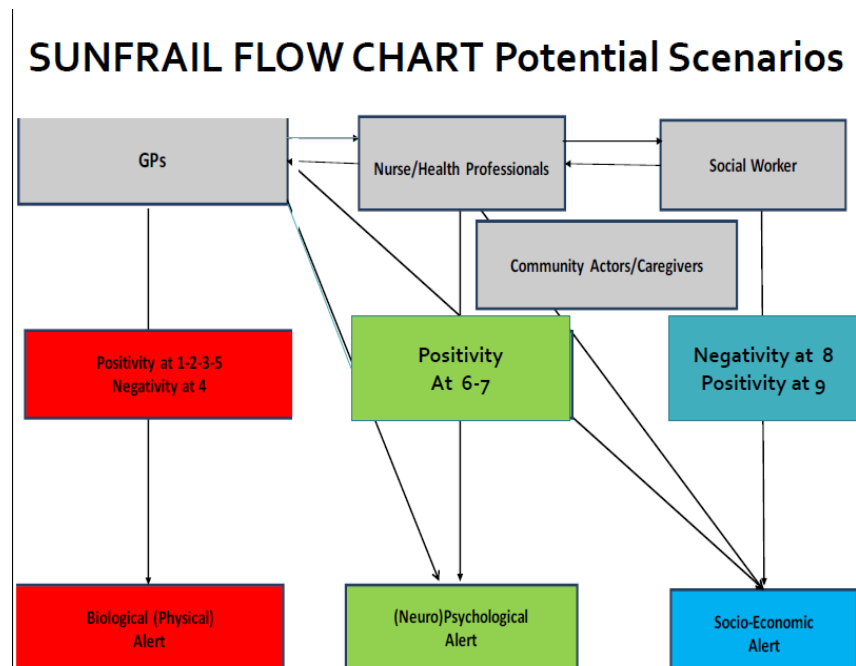 SUNFRAIL FLOW CHART Potential Scenarios
GPs
Nurse/Health Professionals
Social Worker
Community Actors/Caregivers
Positivity at 1-2-3-5
Negativity at 4
Positivity
At 6-7
Negativity at 8
Positivity at 9
Biological (Physical)
Alert
(Neuro)Psychological
Alert
Socio-Economic
Alert